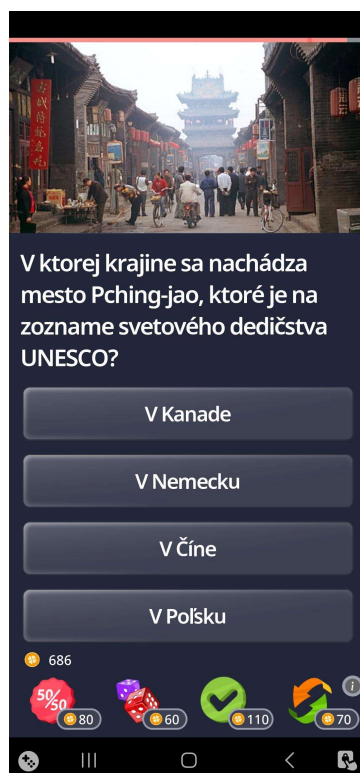 V ktorej krajine sa nachádza
mesto Pching-jao, ktoré je na
zozname svetového dedičstva
UNESCO?
V Kanade
V Nemecku
V Číne
V Poľsku
686
50/50
80
60
110
70
i